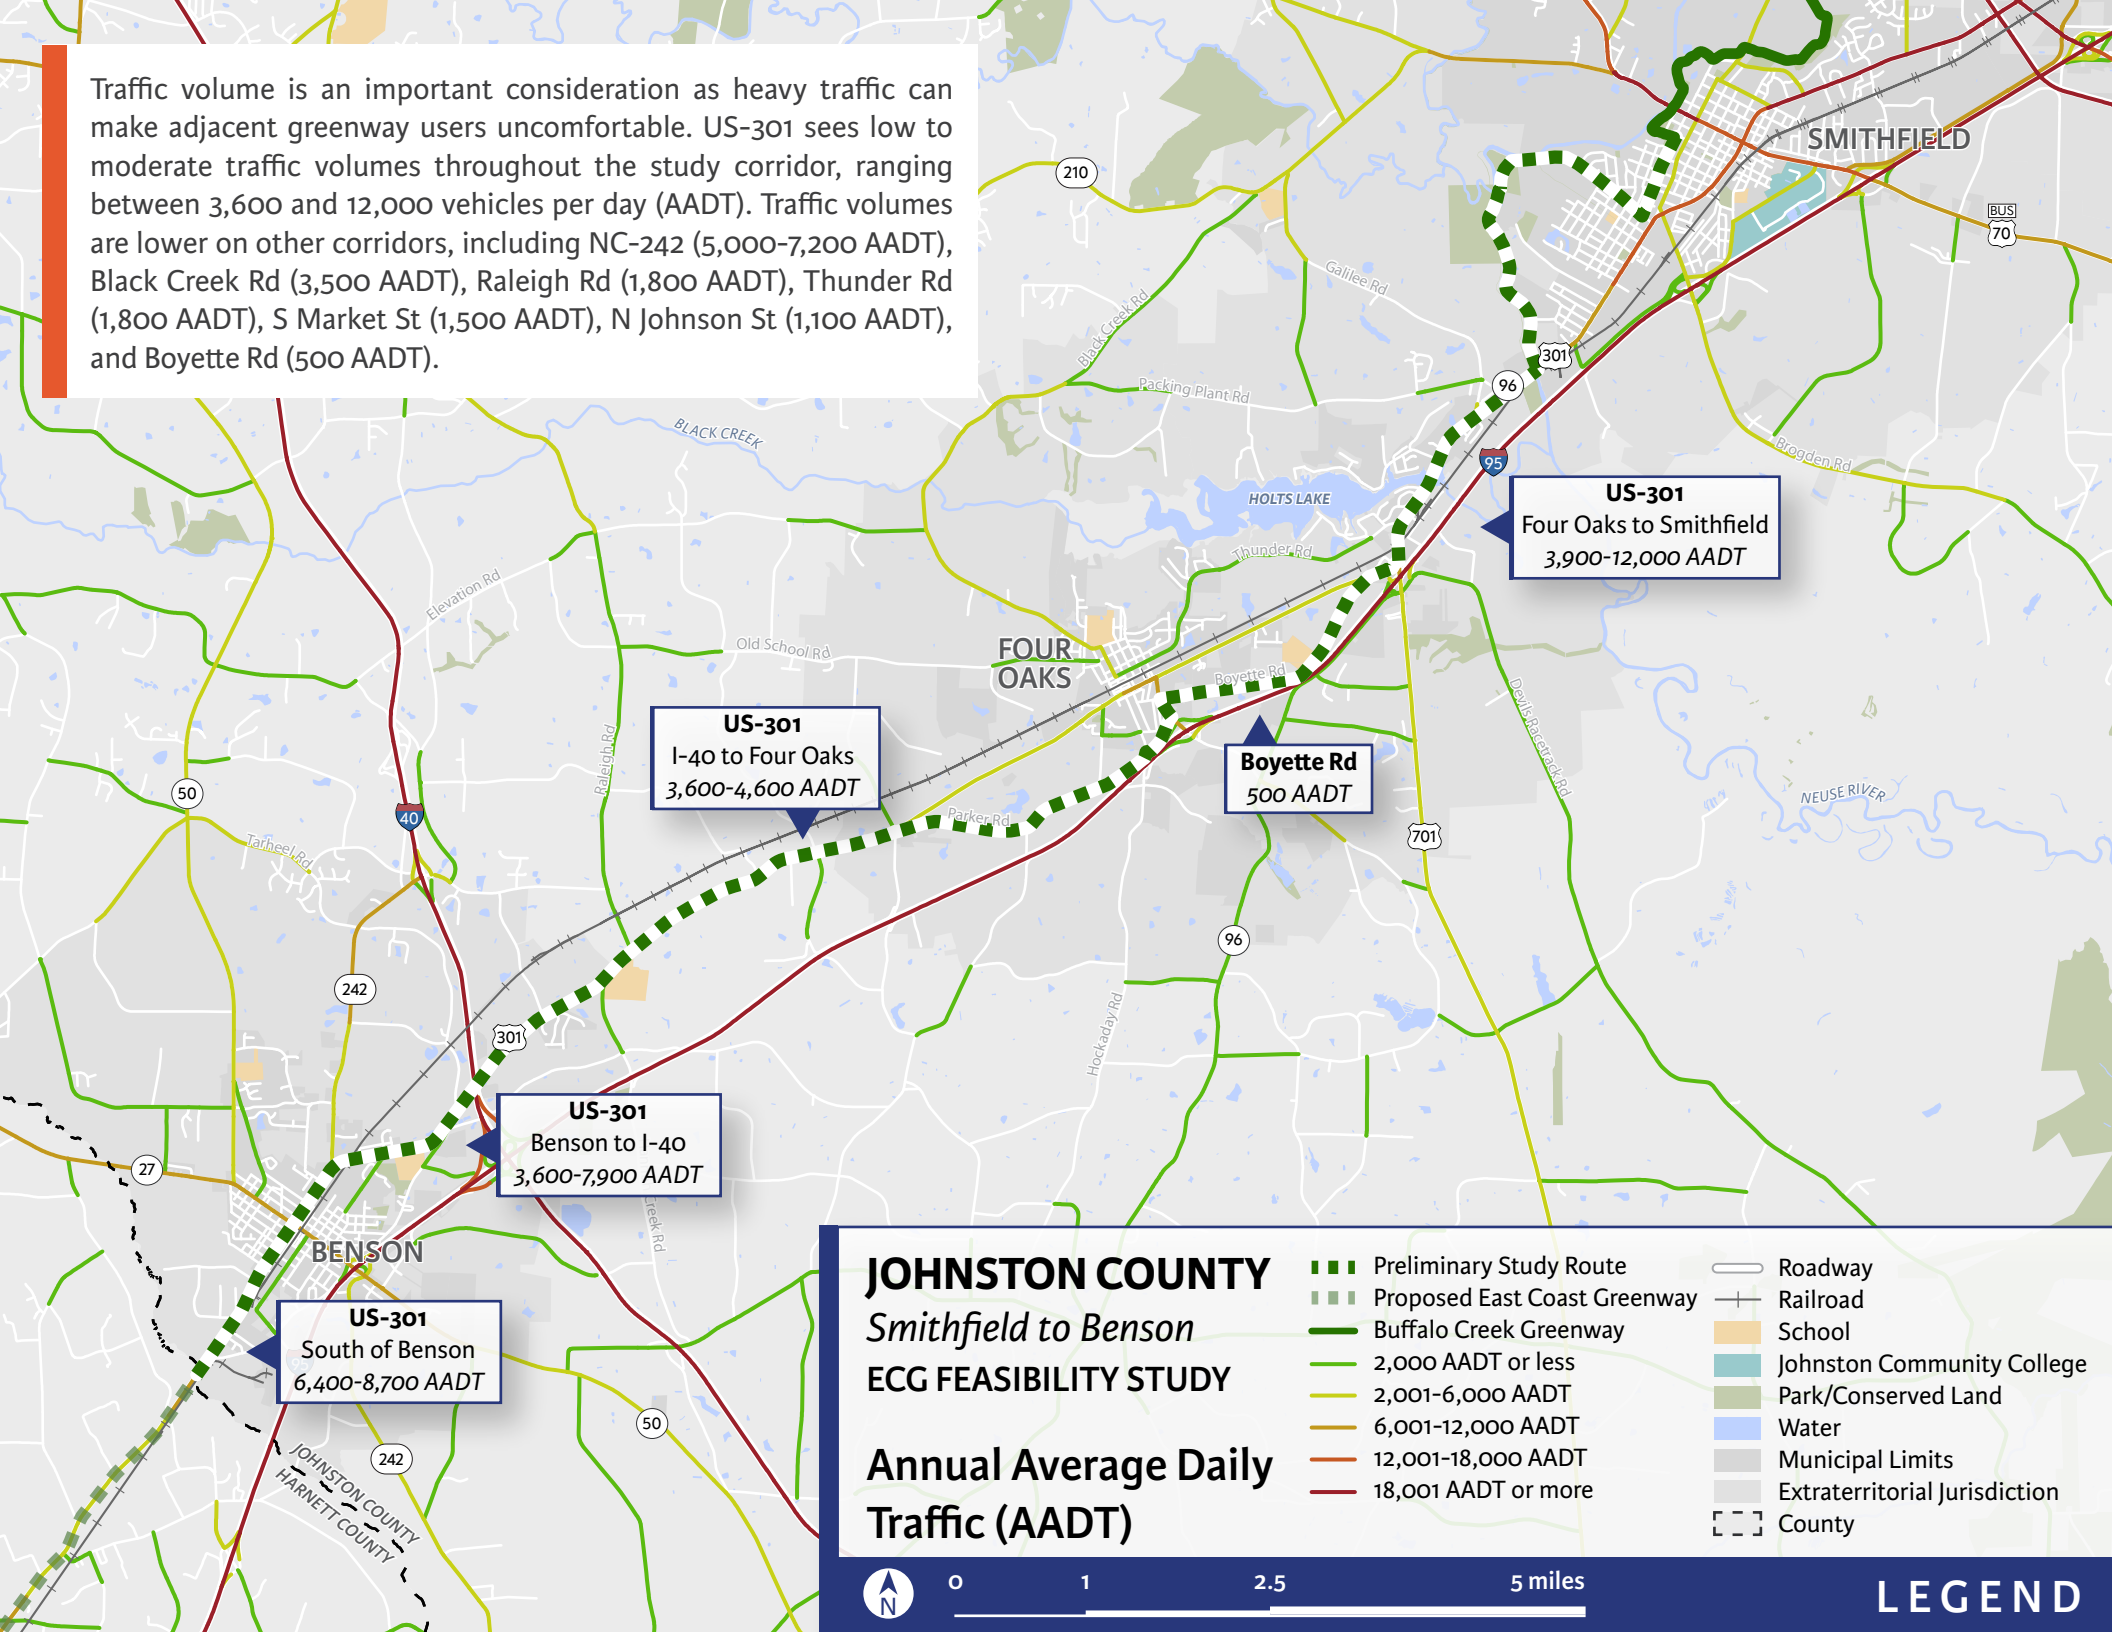 Traffic volume is an important consideration as heavy traffic can
make adjacent greenway users uncomfortable. US-301 sees low to
moderate traffic volumes throughout the study corridor, ranging
between 3,600 and 12,000 vehicles per day (AADT). Traffic volumes
are lower on other corridors, including NC-242 (5,000-7,200 AADT),
Black Creek Rd (3,500 AADT), Raleigh Rd (1,800 AADT), Thunder Rd
(1,800 AADT), S Market St (1,500 AADT), N Johnson St (1,100 AADT),
and Boyette Rd (500 AADT).
SMITHFIELD
210
BUS
70
Galilee Rd
Black Creek Rd
301
96
Packing Plant Rd
BLACK CREEK
Brogden Rd
95
HOLTS LAKE
US-301
Four Oaks to Smithfield
3,900-12,000 AADT
Thunder Rd
Elevation Rd
Old School Rd
FOUR
OAKS
Boyette Rd
Devils Racetrack Rd
US-301
I-40 to Four Oaks
3,600-4,600 AADT
Raleigh Rd
Boyette Rd
500 AADT
50
40
Parker Rd
NEUSE RIVER
701
Tarheel Rd
96
242
301
Hockaday Rd
US-301
Benson to I-40
3,600-7,900 AADT
27
Creek Rd
BENSON
US-301
South of Benson
6,400-8,700 AADT
95
50
242
JOHNSTON COUNTY
HARNETT COUNTY
JOHNSTON COUNTY
Smithfield to Benson
ECG FEASIBILITY STUDY
Annual Average Daily
Traffic (AADT)
Preliminary Study Route
Proposed East Coast Greenway
Buffalo Creek Greenway
2,000 AADT or less
2,001-6,000 AADT
6,001-12,000 AADT
12,001-18,000 AADT
18,001 AADT or more
Roadway
Railroad
School
Johnston Community College
Park/Conserved Land
Water
Municipal Limits
Extraterritorial Jurisdiction
County
N
0 1 2.5 5 miles
LEGEND